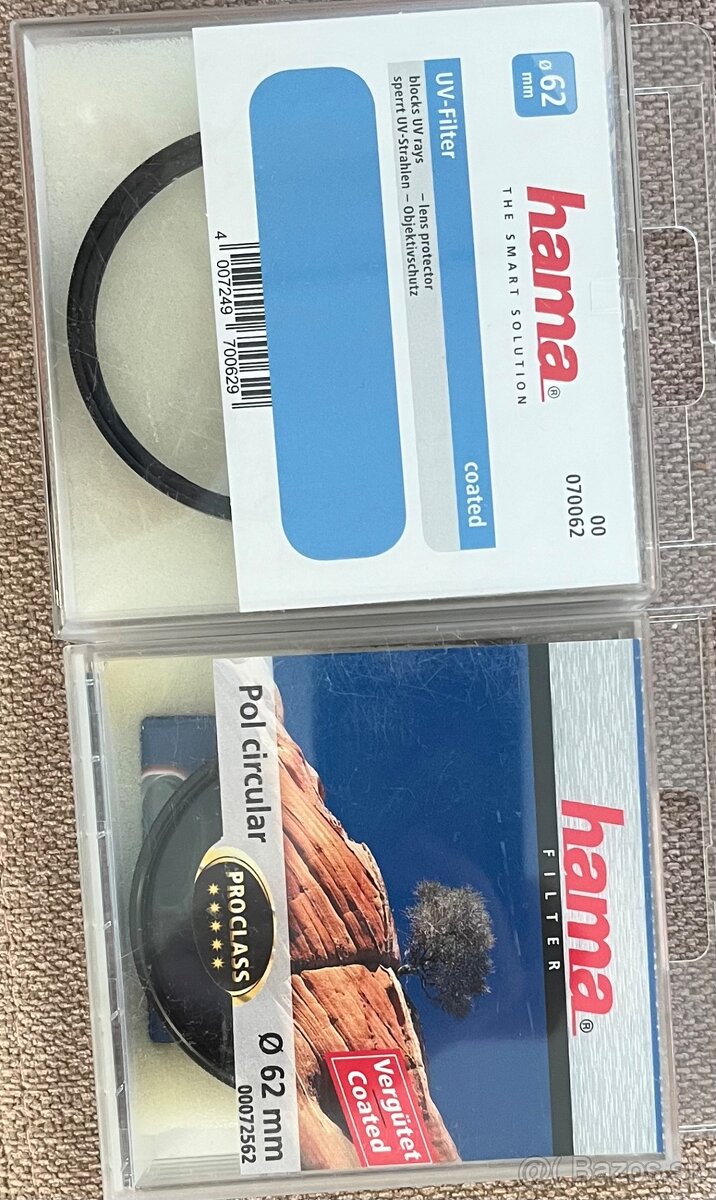 ø 62
mm
hama®
THE SMART SOLUTION
00
070062
UV-Filter
coated
blocks UV rays – lens protector
sperrt UV-Strahlen – Objektivschutz
4 007249 700629
hama®
FILTER
Vergütet
Coated
Pol circular
PROCLASS
Ø 62 mm
00072562